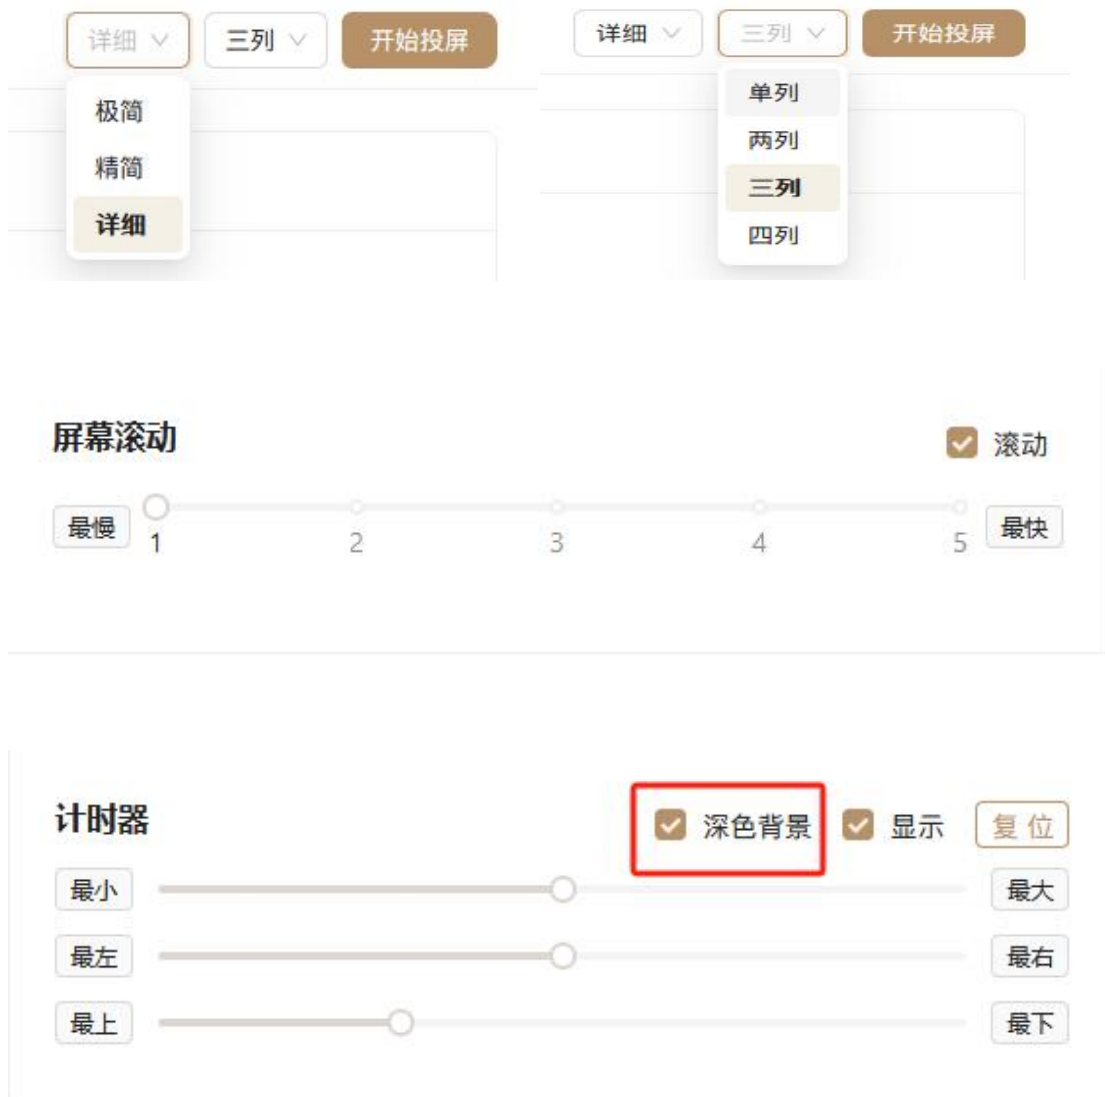 详细 三列 开始投屏
极简
精简
详细
详细 三列 开始投屏
单列
两列
三列
四列
屏幕滚动 滚动
最慢 1 2 3 4 5 最快
计时器 深色背景 显示 复位
最小 最大
最左 最右
最上 最下